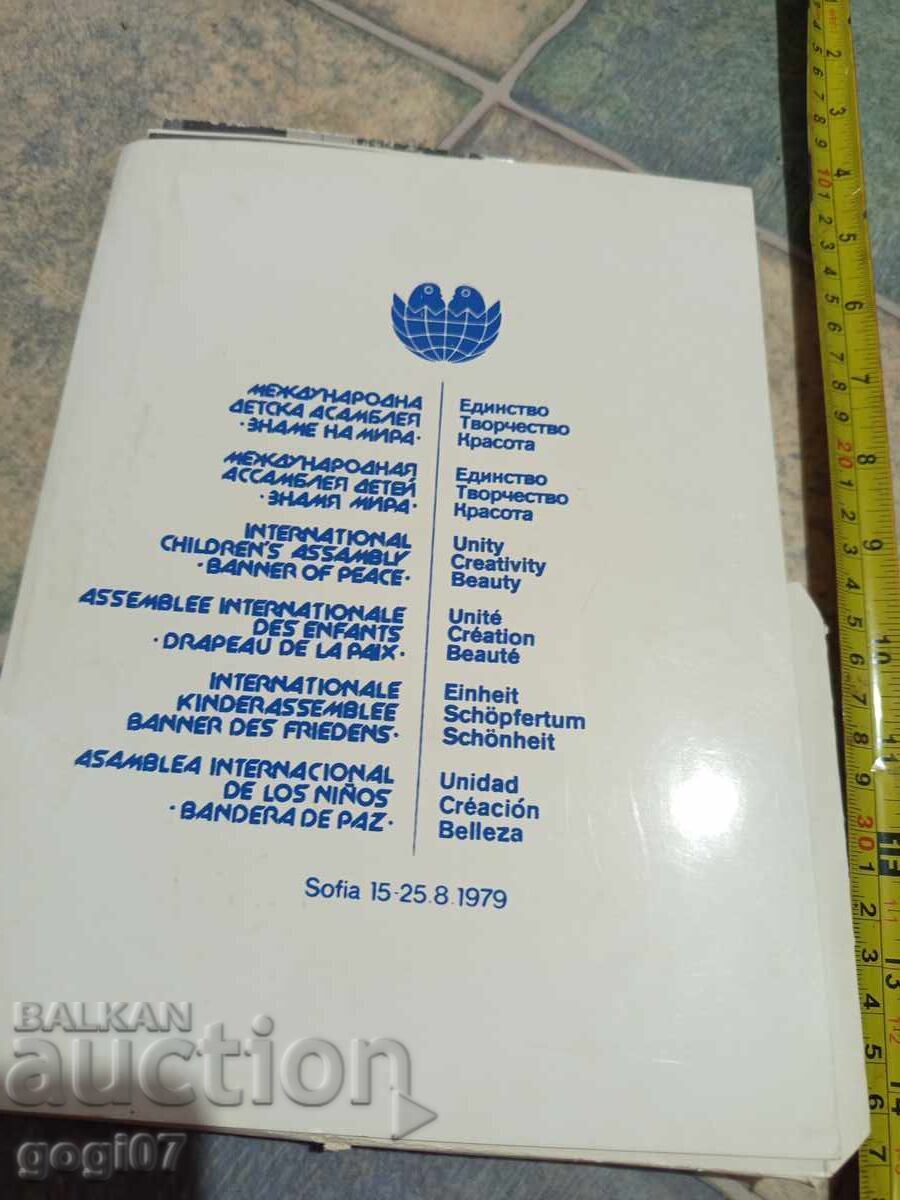 МЕЖДУНАРОДНА
ДЕТСКА АСАМБЛЕЯ
·ЗНАМЕ НА МИРА·
Единство
Творчество
Красота
МЕЖДУНАРОДНАЯ
АССАМБЛЕЯ ДЕТЕЙ
·ЗНАМЯ МИРА·
Единство
Творчество
Красота
INTERNATIONAL
CHILDREN'S ASSAMBLY
·BANNER OF PEACE·
Unity
Creativity
Beauty
ASSEMBLEE INTERNATIONALE
DES ENFANTS
·DRAPEAU DE LA PAIX·
Unité
Création
Beauté
INTERNATIONALE
KINDERASSEMBLEE
BANNER DES FRIEDENS·
Einheit
Schöpfertum
Schönheit
ASAMBLEA INTERNACIONAL
DE LOS NIÑOS
·BANDERA DE PAZ·
Unidad
Créación
Belleza
Sofia 15-25.8.1979
BALKAN
auction
gogi07